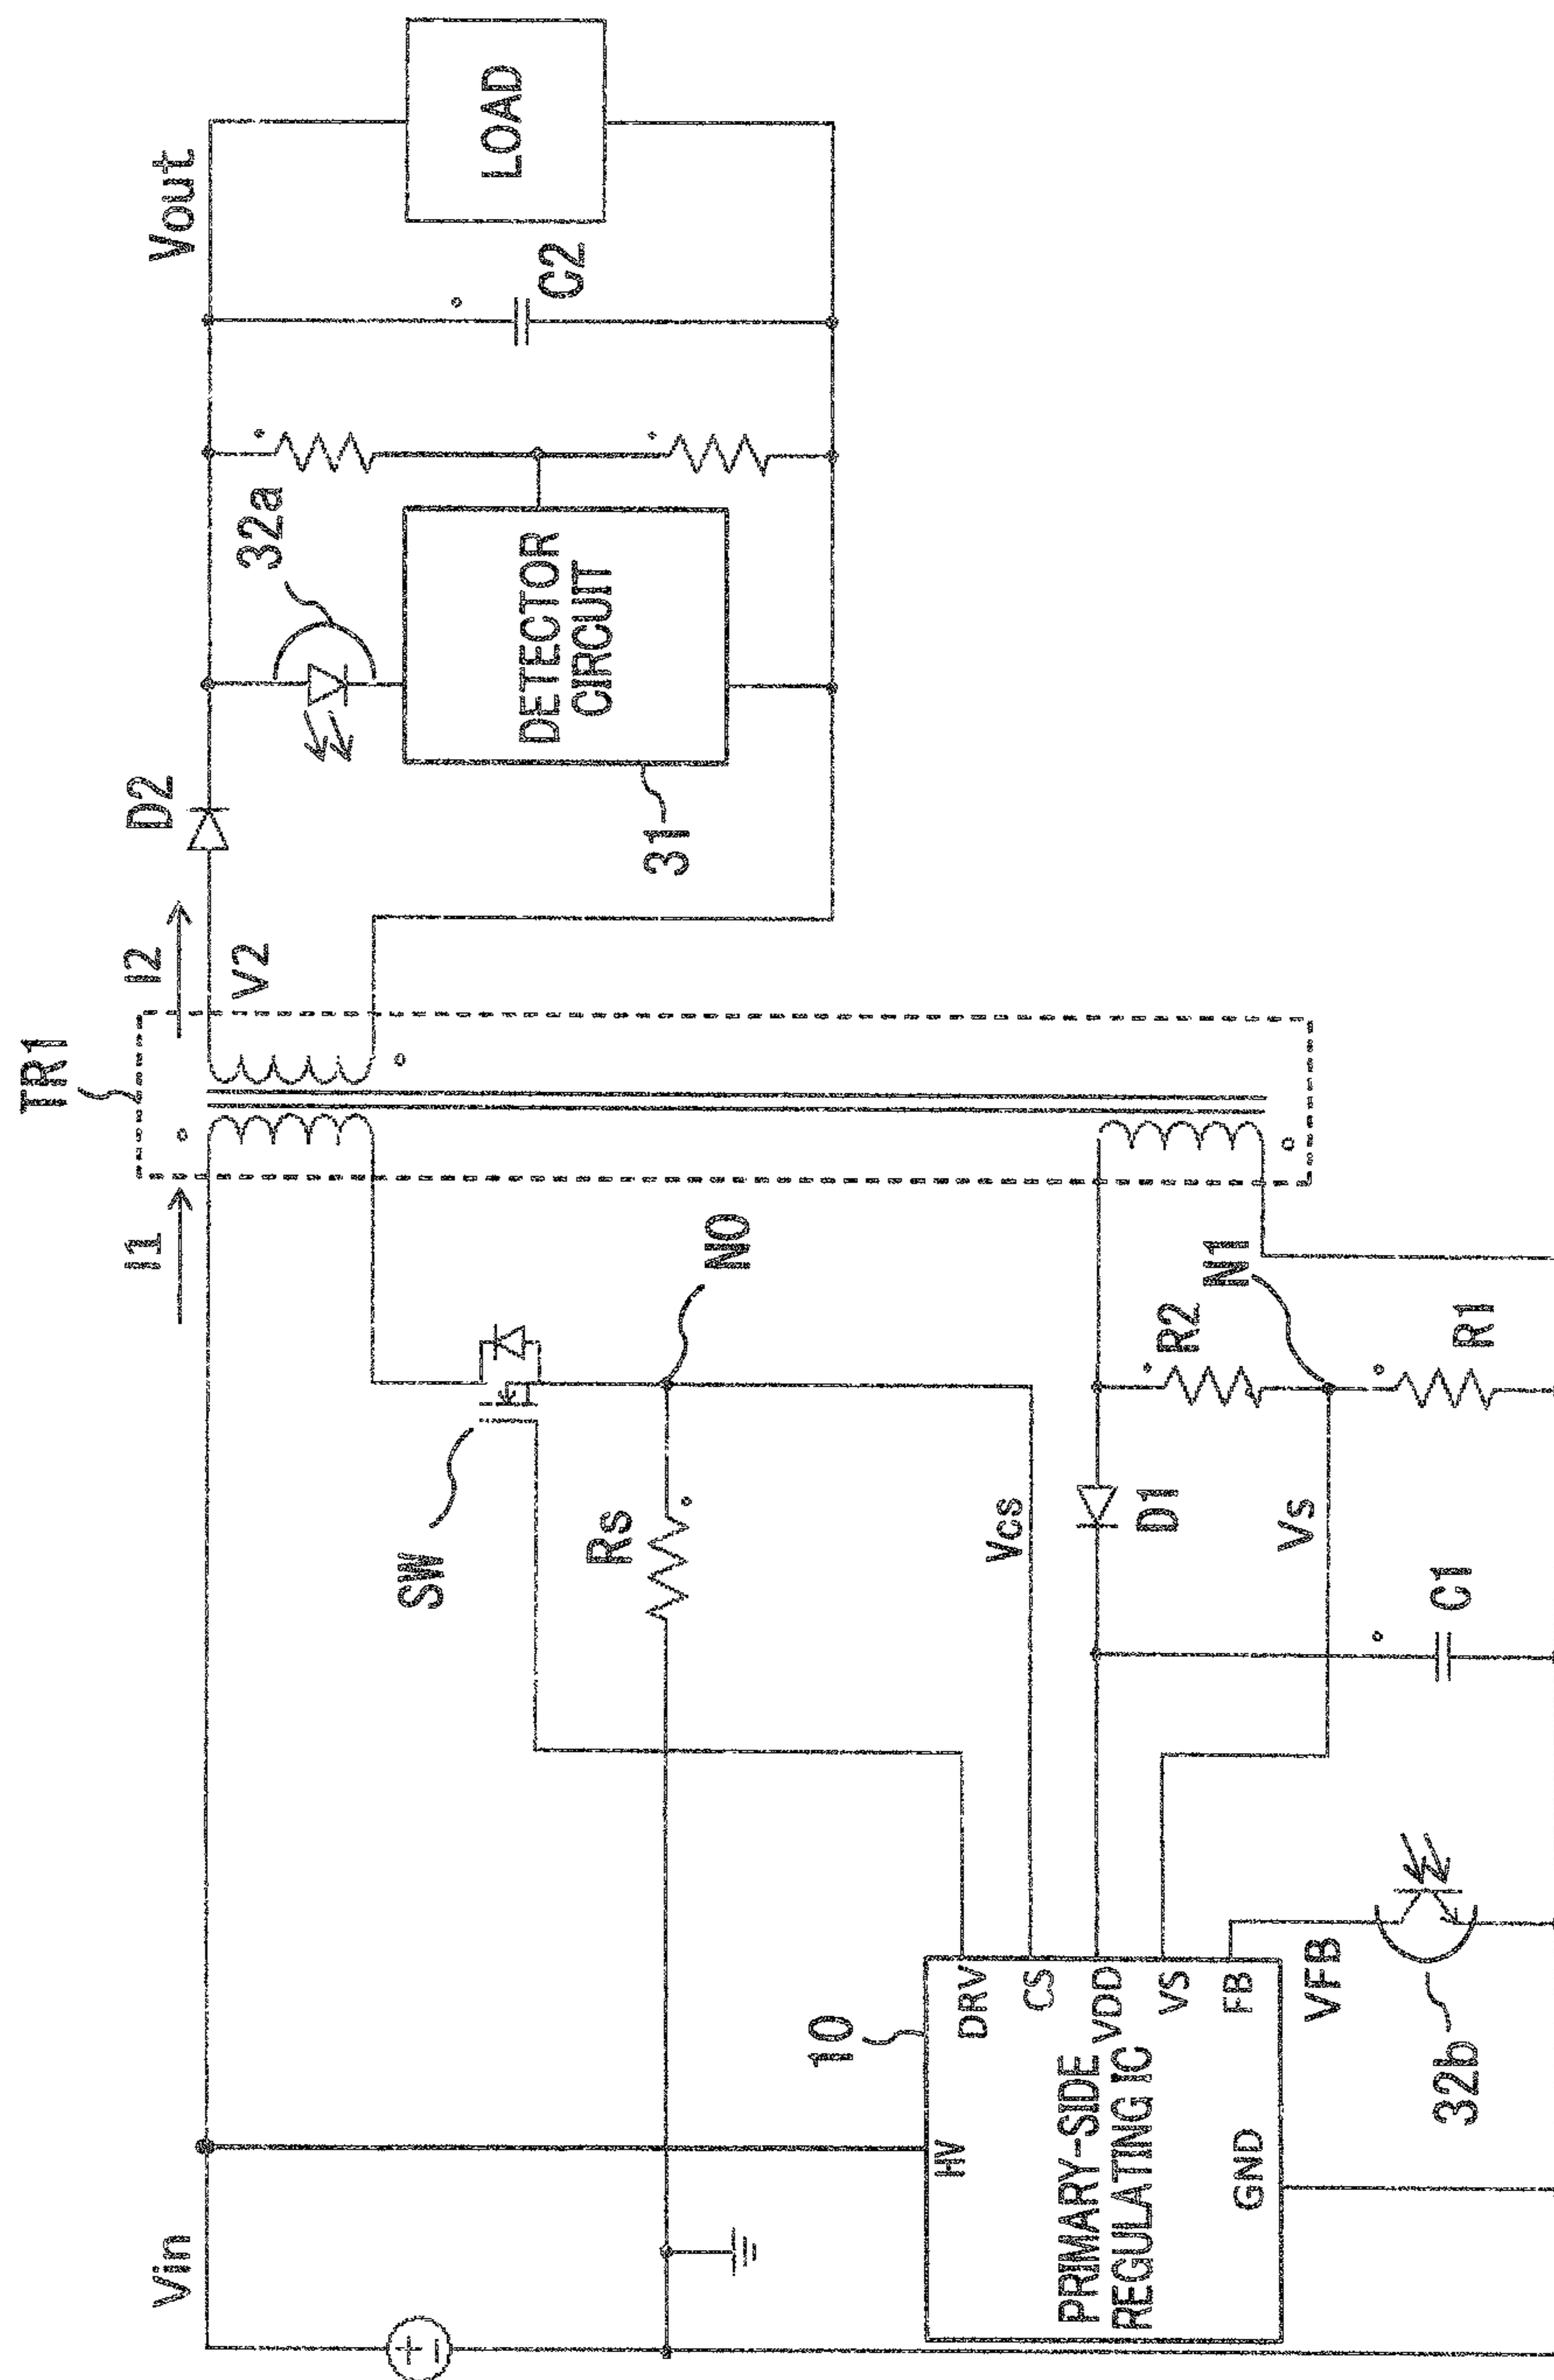 Vin
I1
TR1
I2
V2
D2
32a
Vout
LOAD
C2
DETECTOR
CIRCUIT
31
SW
Rs
N0
Vcs
D1
R2
N1
Vs
R1
C1
10
HV
DRV
CS
VDD
VS
FB
GND
PRIMARY-SIDE
REGULATING IC
VFB
32b